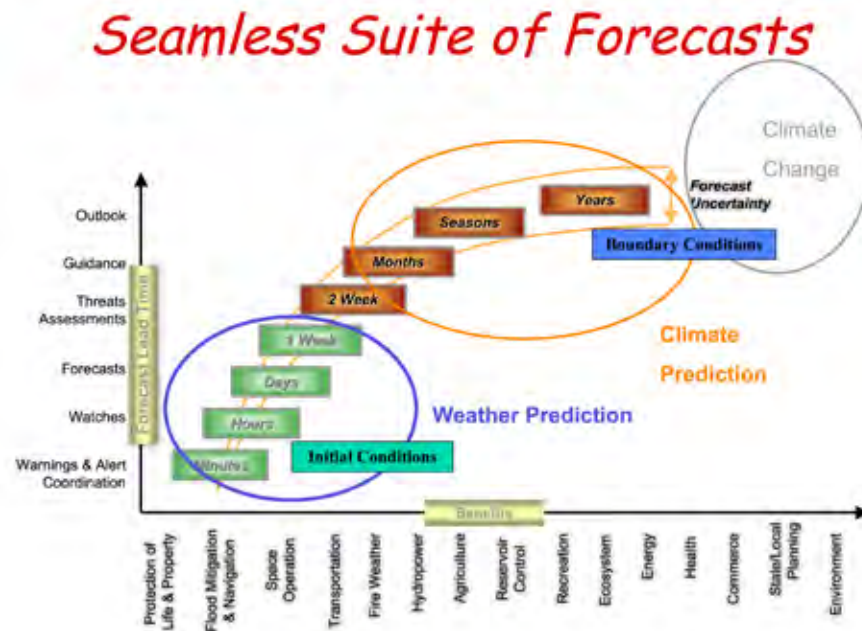 Seamless Suite of Forecasts
Climate
Change
Forecast
Uncertainty
Outlook
Years
Seasons
Boundary Conditions
Guidance
Months
Threats
Assessments
2 Week
Forecast Lead Time
1 Week
Climate
Prediction
Forecasts
Days
Watches
Hours
Weather Prediction
Initial Conditions
Warnings & Alert
Coordination
Minutes
Benefits
Protection of
Life & Property
Flood Mitigation
& Navigation
Space
Operation
Transportation
Fire Weather
Hydropower
Agriculture
Reservoir
Control
Recreation
Ecosystem
Energy
Health
Commerce
State/Local
Planning
Environment